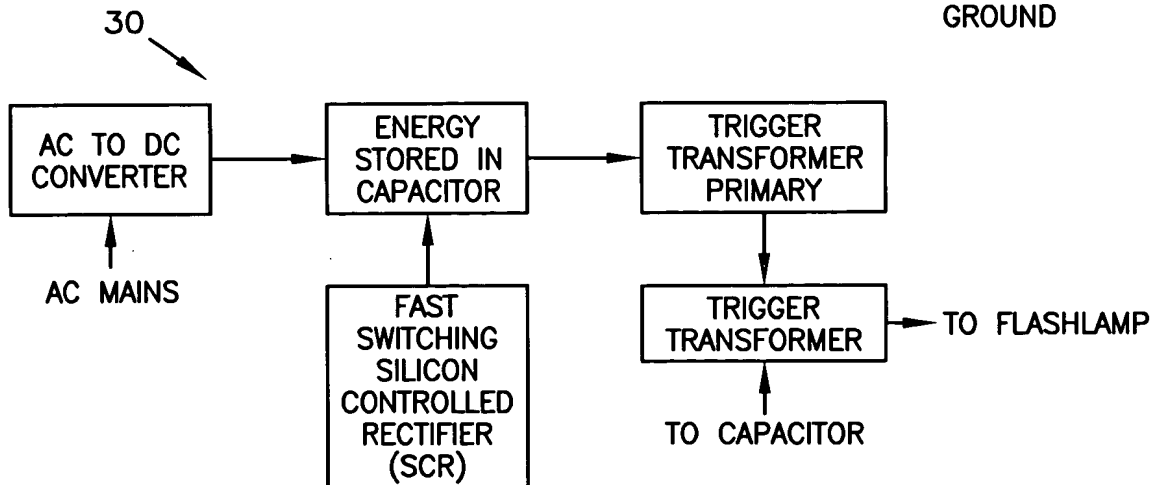 GROUND
30
AC TO DC
CONVERTER
ENERGY
STORED IN
CAPACITOR
TRIGGER
TRANSFORMER
PRIMARY
AC MAINS
FAST
SWITCHING
SILICON
CONTROLLED
RECTIFIER
(SCR)
TRIGGER
TRANSFORMER
TO FLASHLAMP
TO CAPACITOR